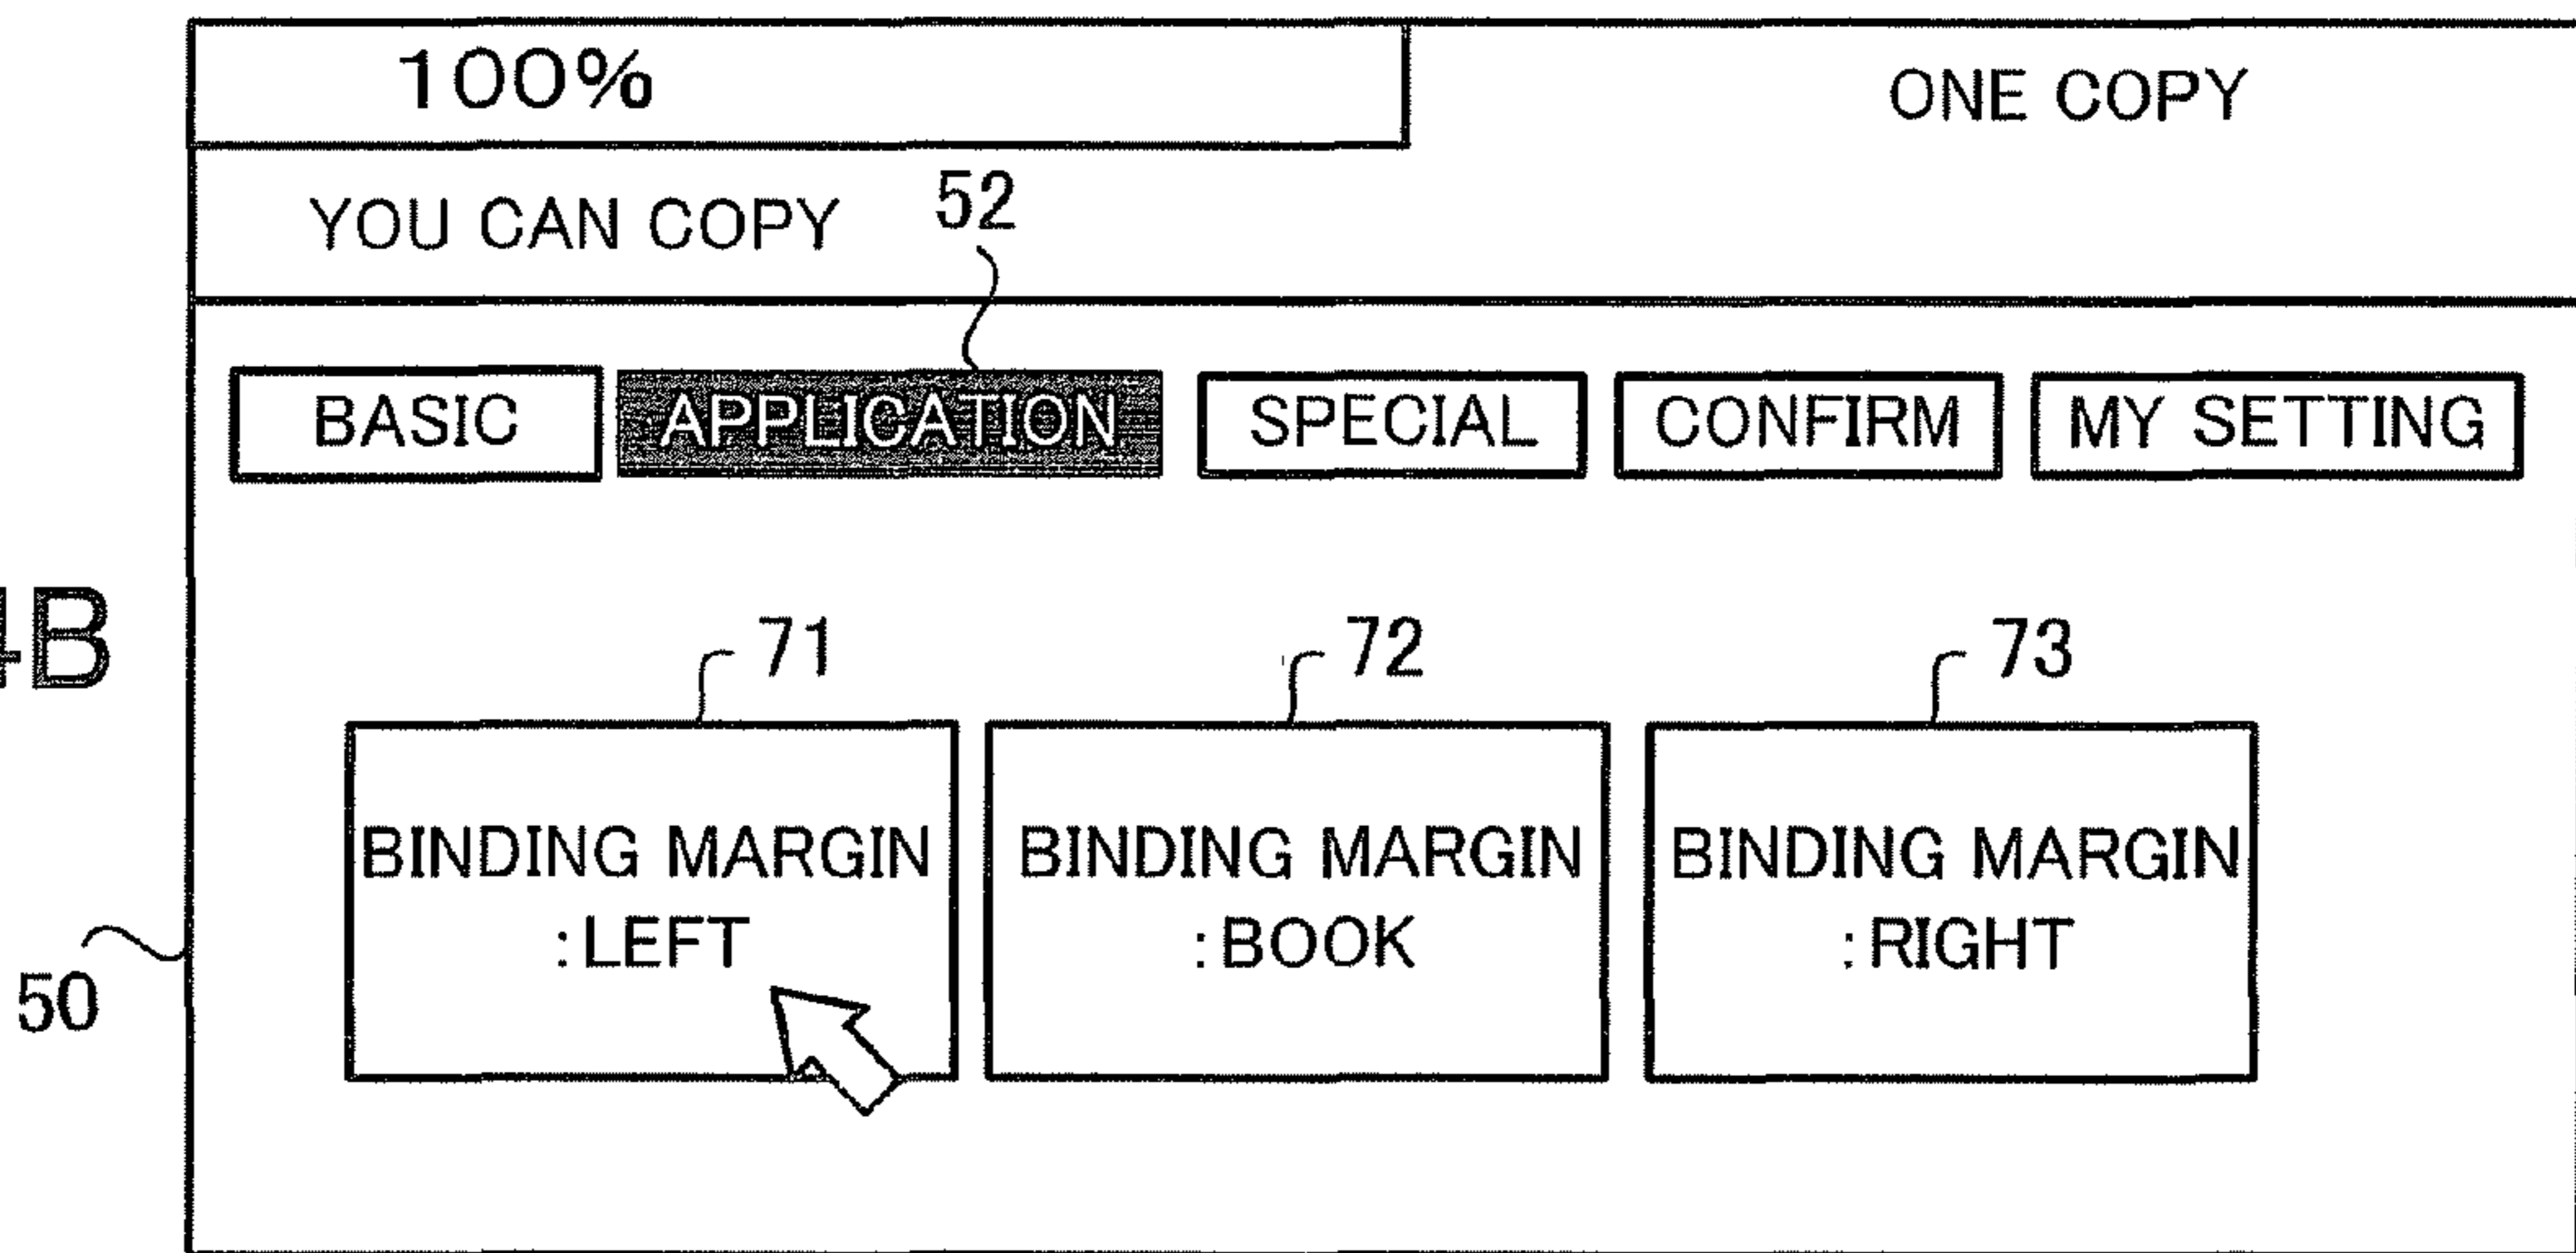 100%
ONE COPY
YOU CAN COPY
52
BASIC APPLICATION SPECIAL CONFIRM MY SETTING
4B
71 72 73
BINDING MARGIN :LEFT
BINDING MARGIN :BOOK
BINDING MARGIN :RIGHT
50